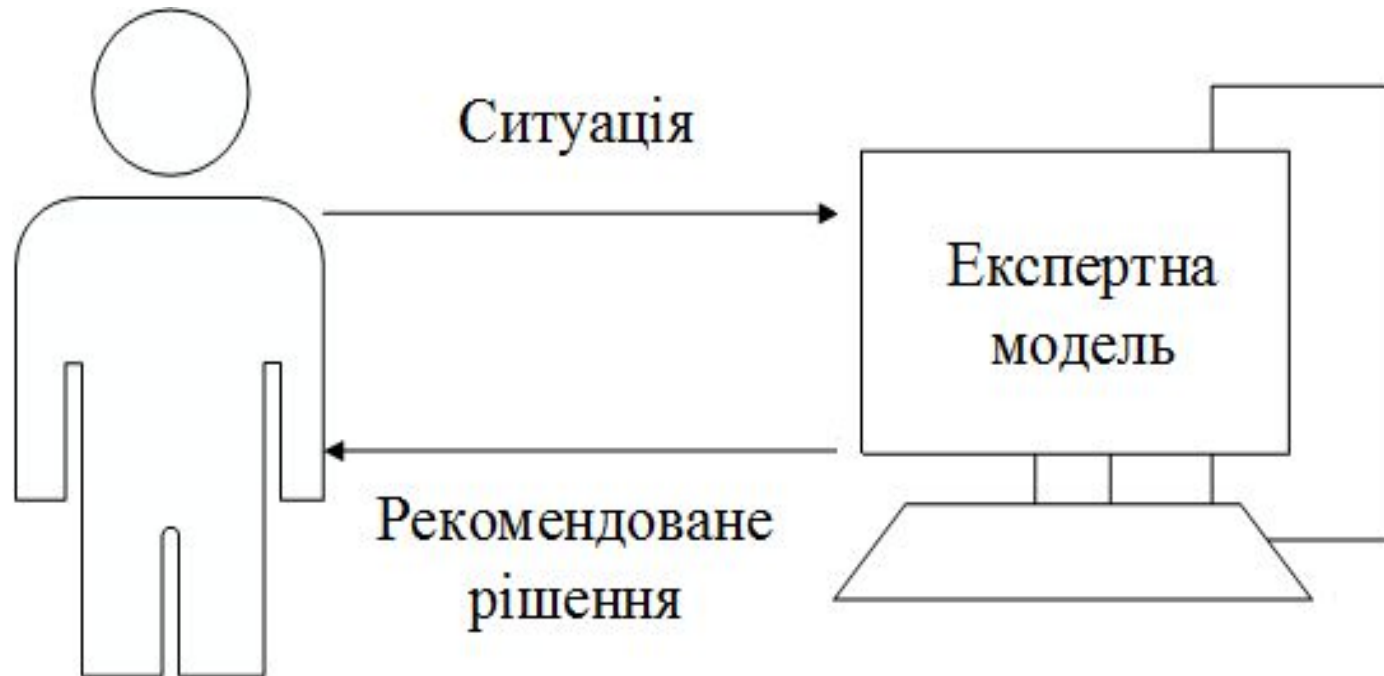 Ситуація
Експертна
модель
Рекомендоване
рішення